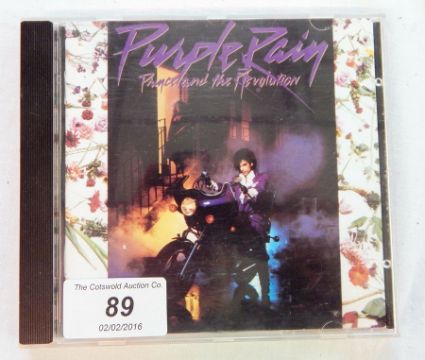 Purple Rain
Prince and the Revolution
The Cotswold Auction Co.
89
02/02/2016